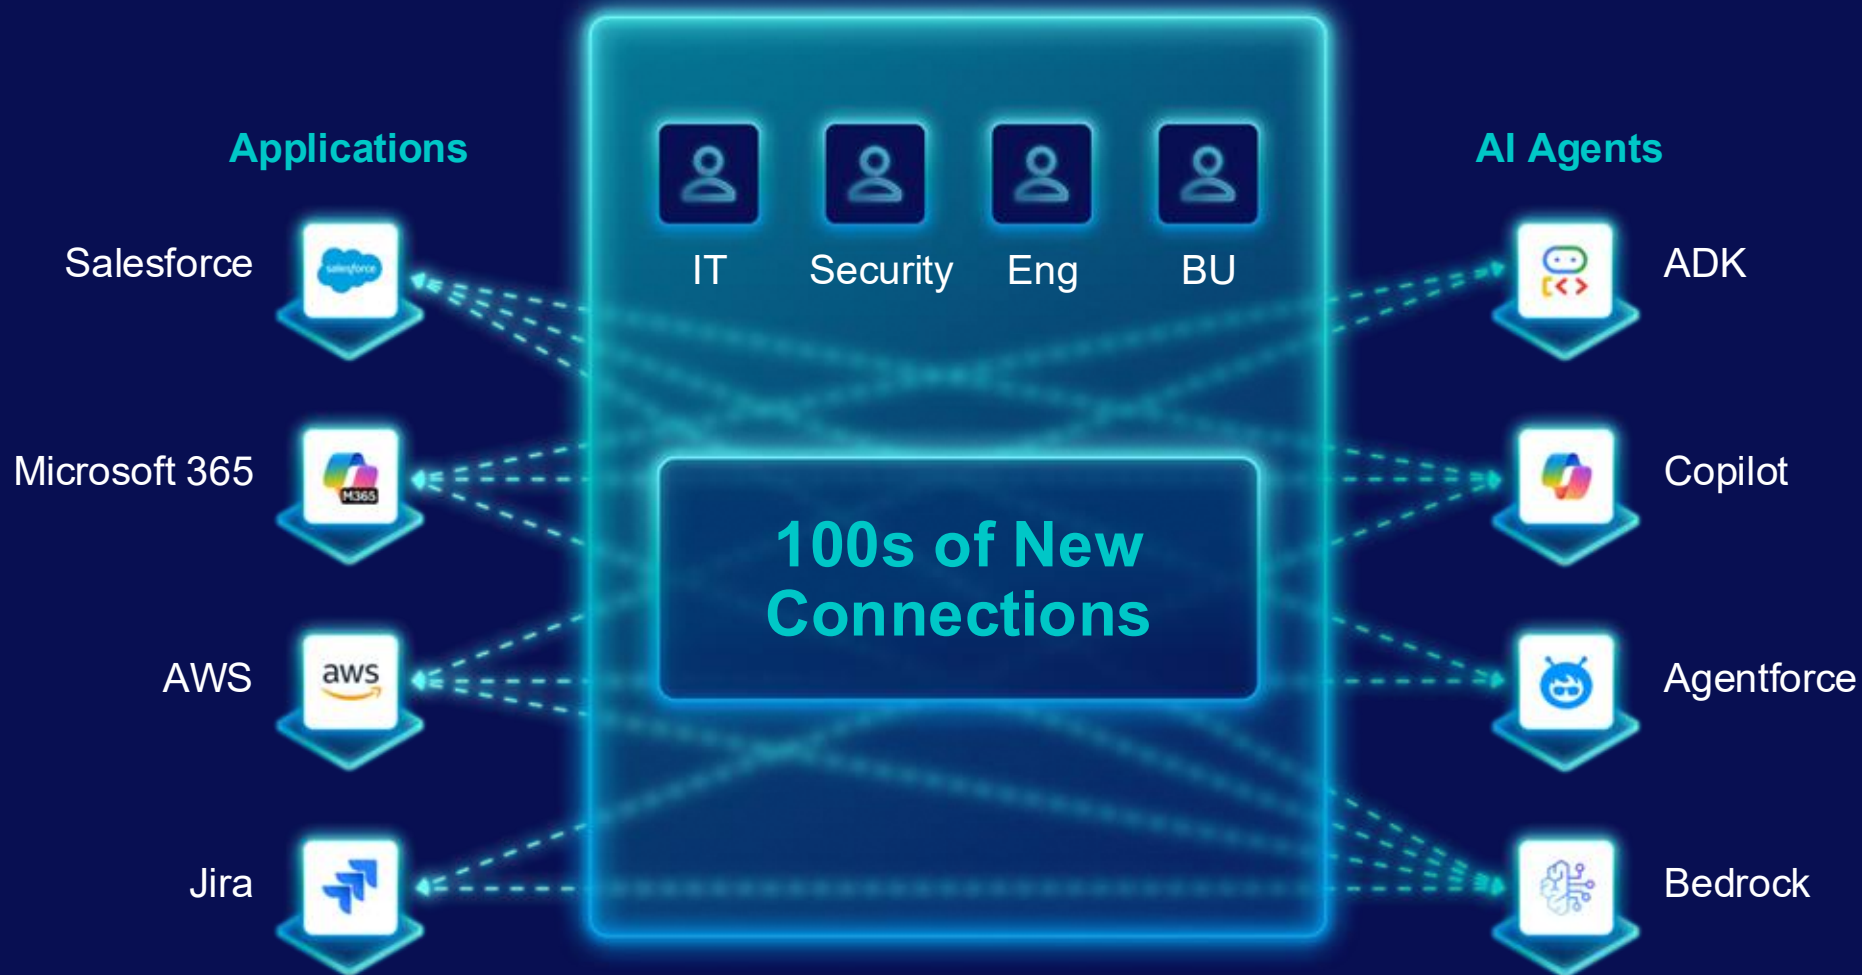 Applications
Salesforce
salesforce
Microsoft 365
M365
AWS
aws
Jira
IT
Security
Eng
BU
100s of New
Connections
AI Agents
ADK
Copilot
Agentforce
Bedrock